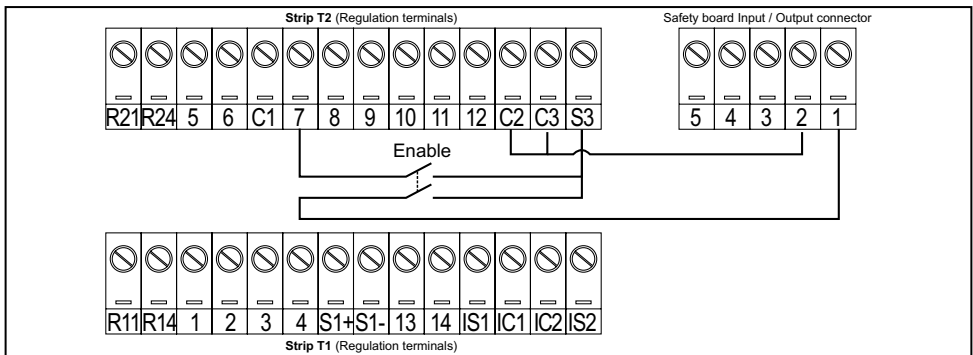 Strip T2 (Regulation terminals)
Safety board Input / Output connector
R21 R24 5 6 C1 7 8 9 10 11 12 C2 C3 S3
5 4 3 2 1
Enable
R11 R14 1 2 3 4 S1+ S1- 13 14 IS1 IC1 IC2 IS2
Strip T1 (Regulation terminals)